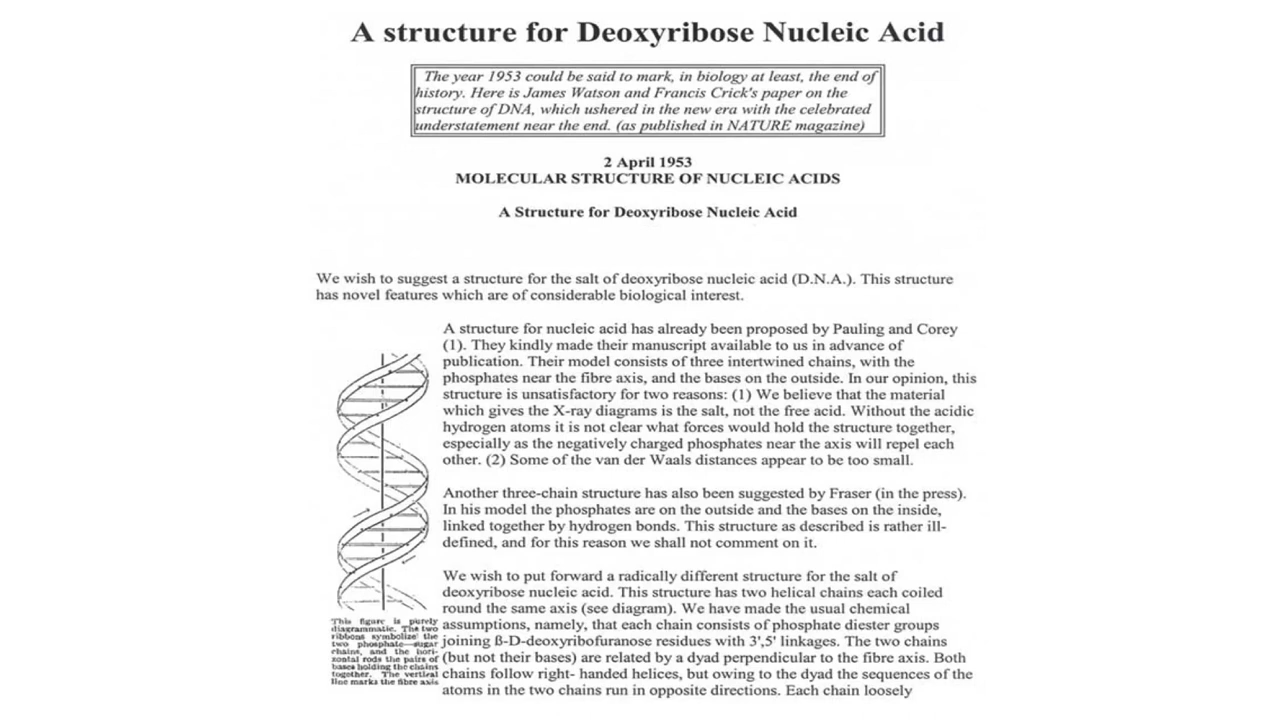 A structure for Deoxyribose Nucleic Acid
The year 1953 could be said to mark, in biology at least, the end of
history. Here is James Watson and Francis Crick's paper on the
structure of DNA, which ushered in the new era with the celebrated
understatement near the end. (as published in NATURE magazine)
2 April 1953
MOLECULAR STRUCTURE OF NUCLEIC ACIDS
A Structure for Deoxyribose Nucleic Acid
We wish to suggest a structure for the salt of deoxyribose nucleic acid (D.N.A.). This structure
has novel features which are of considerable biological interest.
A structure for nucleic acid has already been proposed by Pauling and Corey
(1). They kindly made their manuscript available to us in advance of
publication. Their model consists of three intertwined chains, with the
phosphates near the fibre axis, and the bases on the outside. In our opinion, this
structure is unsatisfactory for two reasons: (1) We believe that the material
which gives the X-ray diagrams is the salt, not the free acid. Without the acidic
hydrogen atoms it is not clear what forces would hold the structure together,
especially as the negatively charged phosphates near the axis will repel each
other. (2) Some of the van der Waals distances appear to be too small.
Another three-chain structure has also been suggested by Fraser (in the press).
In his model the phosphates are on the outside and the bases on the inside,
linked together by hydrogen bonds. This structure as described is rather ill-
defined, and for this reason we shall not comment on it.
We wish to put forward a radically different structure for the salt of
deoxyribose nucleic acid. This structure has two helical chains each coiled
round the same axis (see diagram). We have made the usual chemical
assumptions, namely, that each chain consists of phosphate diester groups
joining ß-D-deoxyribofuranose residues with 3',5' linkages. The two chains
(but not their bases) are related by a dyad perpendicular to the fibre axis. Both
chains follow right- handed helices, but owing to the dyad the sequences of the
atoms in the two chains run in opposite directions. Each chain loosely
This figure is purely
diagrammatic. The two
ribbons symbolize the
two phosphate—sugar
chains, and the hori-
zontal rods the pairs of
bases holding the chains
together. The vertical
line marks the fibre axis